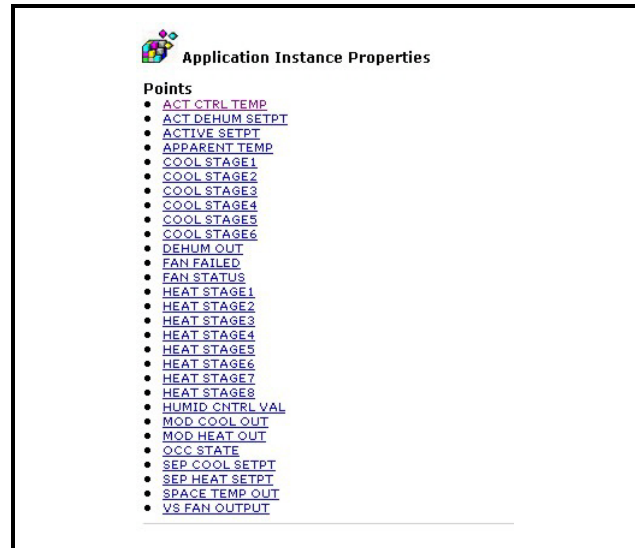 Application Instance Properties
Points
ACT CTRL TEMP
ACT DEHUM SETPT
ACTIVE SETPT
APPARENT TEMP
COOL STAGE1
COOL STAGE2
COOL STAGE3
COOL STAGE4
COOL STAGE5
COOL STAGE6
DEHUM OUT
FAN FAILED
FAN STATUS
HEAT STAGE1
HEAT STAGE2
HEAT STAGE3
HEAT STAGE4
HEAT STAGE5
HEAT STAGE6
HEAT STAGE7
HEAT STAGE8
HUMID CNTRL VAL
MOD COOL OUT
MOD HEAT OUT
OCC STATE
SEP COOL SETPT
SEP HEAT SETPT
SPACE TEMP OUT
VS FAN OUTPUT